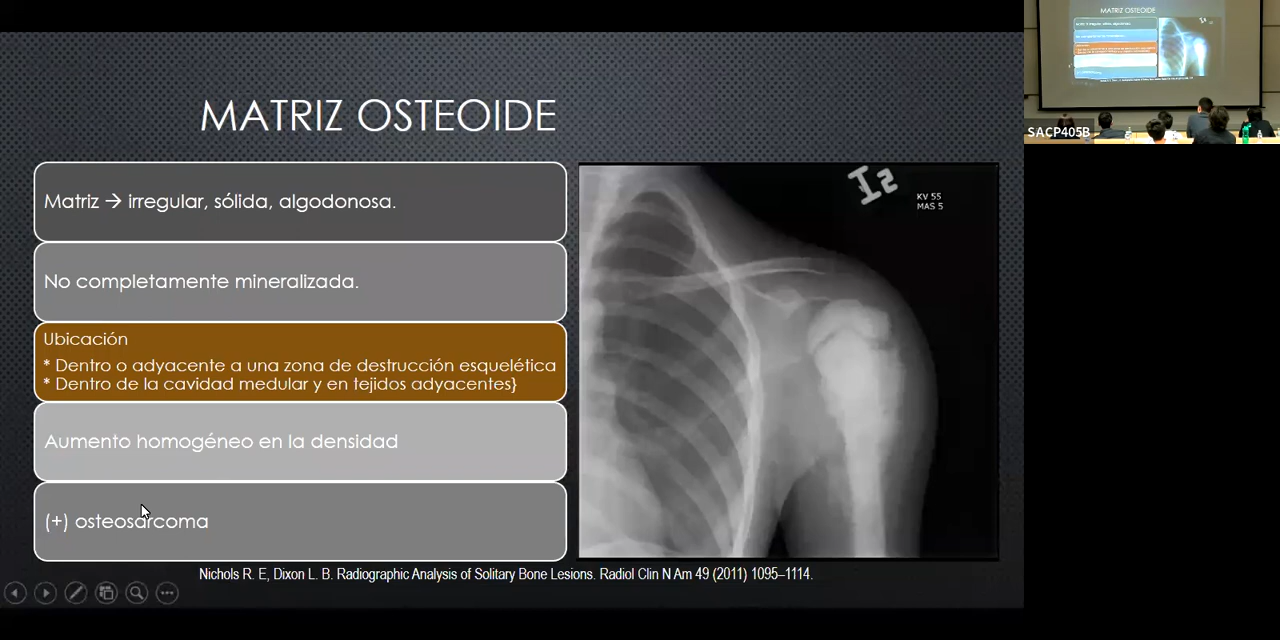 MATRIZ OSTEOIDE
Matriz → irregular, sólida, algodonosa.
No completamente mineralizada.
Ubicación
* Dentro o adyacente a una zona de destrucción esquelética
* Dentro de la cavidad medular y en tejidos adyacentes}
Aumento homogéneo en la densidad
(+) osteosarcoma
KV 55
MAS 5
Nichols R. E, Dixon L. B. Radiographic Analysis of Solitary Bone Lesions. Radiol Clin N Am 49 (2011) 1095–1114.
MATRIZ OSTEOIDE
SACP405B